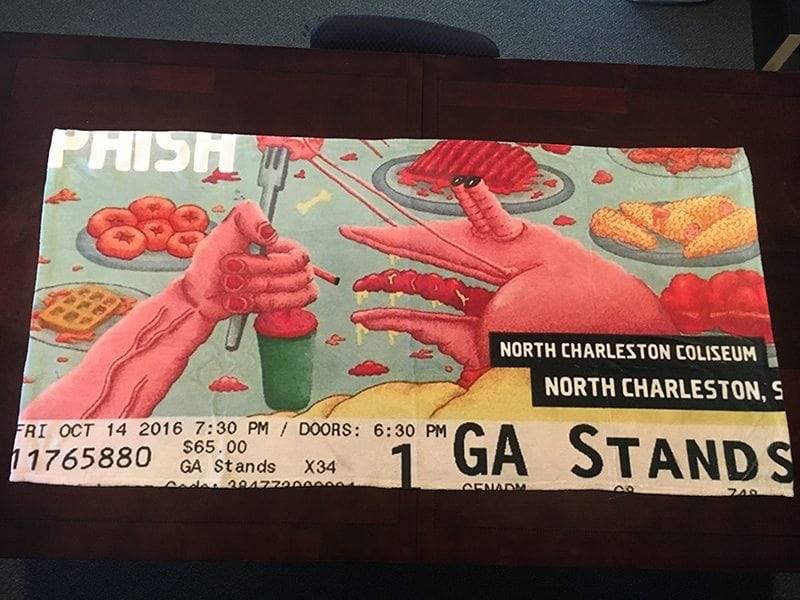 PHISH
NORTH CHARLESTON COLISEUM
NORTH CHARLESTON, S
FRI OCT 14 2016 7:30 PM / DOORS: 6:30 PM
11765880
$65.00
GA Stands X34
1
GA STANDS